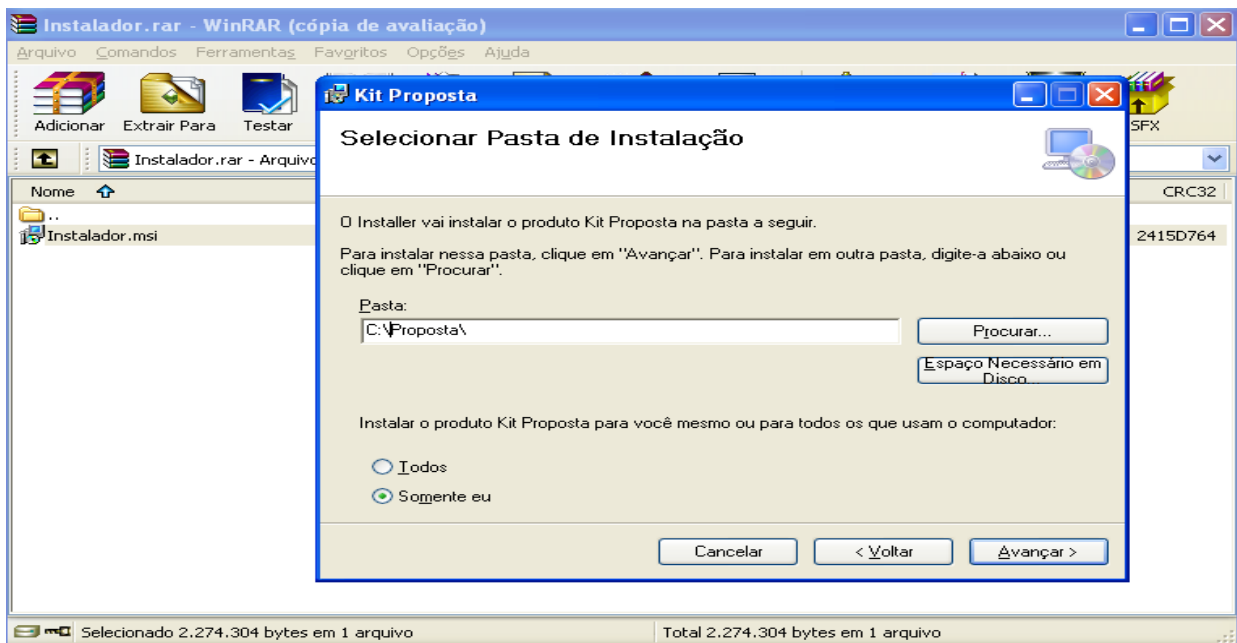 Instalador.rar - WinRAR (cópia de avaliação)
Arquivo Comandos Ferramentas Favoritos Opções Ajuda
Adicionar Extrair Para Testar SFX
Instalador.rar - Arquivo
Nome CRC32
..
Instalador.msi 2415D764
Kit Proposta
Selecionar Pasta de Instalação
O Installer vai instalar o produto Kit Proposta na pasta a seguir.
Para instalar nessa pasta, clique em "Avançar". Para instalar em outra pasta, digite-a abaixo ou
clique em "Procurar".
Pasta:
C:\Proposta\
Procurar...
Espaço Necessário em
Disco...
Instalar o produto Kit Proposta para você mesmo ou para todos os que usam o computador:
Todos
Somente eu
Cancelar < Voltar Avançar >
Selecionado 2.274.304 bytes em 1 arquivo Total 2.274.304 bytes em 1 arquivo